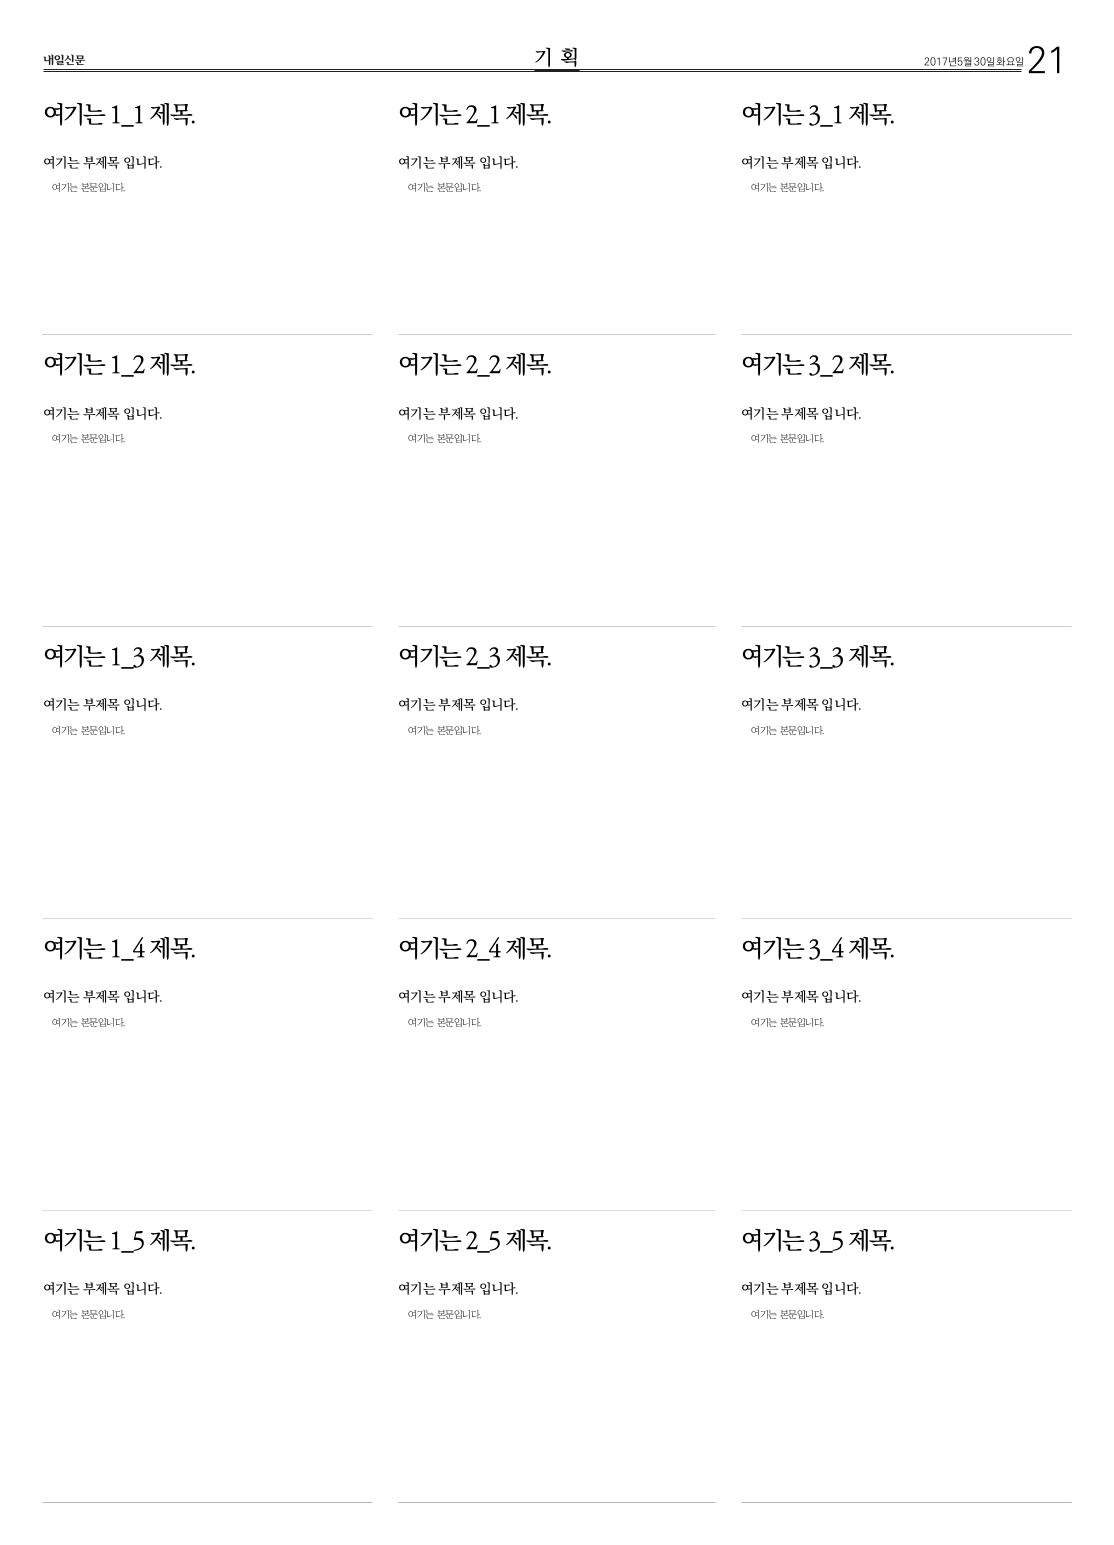 내일신문
기 획
2017년5월 30일 화요일
21
여기는 1_1 제목.
여기는 부제목 입니다.
여기는 본문입니다.
여기는 1_2 제목.
여기는 부제목 입니다.
여기는 본문입니다.
여기는 1_3 제목.
여기는 부제목 입니다.
여기는 본문입니다.
여기는 1_4 제목.
여기는 부제목 입니다.
여기는 본문입니다.
여기는 1_5 제목.
여기는 부제목 입니다.
여기는 본문입니다.
여기는 2_1 제목.
여기는 부제목 입니다.
여기는 본문입니다.
여기는 2_2 제목.
여기는 부제목 입니다.
여기는 본문입니다.
여기는 2_3 제목.
여기는 부제목 입니다.
여기는 본문입니다.
여기는 2_4 제목.
여기는 부제목 입니다.
여기는 본문입니다.
여기는 2_5 제목.
여기는 부제목 입니다.
여기는 본문입니다.
여기는 3_1 제목.
여기는 부제목 입니다.
여기는 본문입니다.
여기는 3_2 제목.
여기는 부제목 입니다.
여기는 본문입니다.
여기는 3_3 제목.
여기는 부제목 입니다.
여기는 본문입니다.
여기는 3_4 제목.
여기는 부제목 입니다.
여기는 본문입니다.
여기는 3_5 제목.
여기는 부제목 입니다.
여기는 본문입니다.